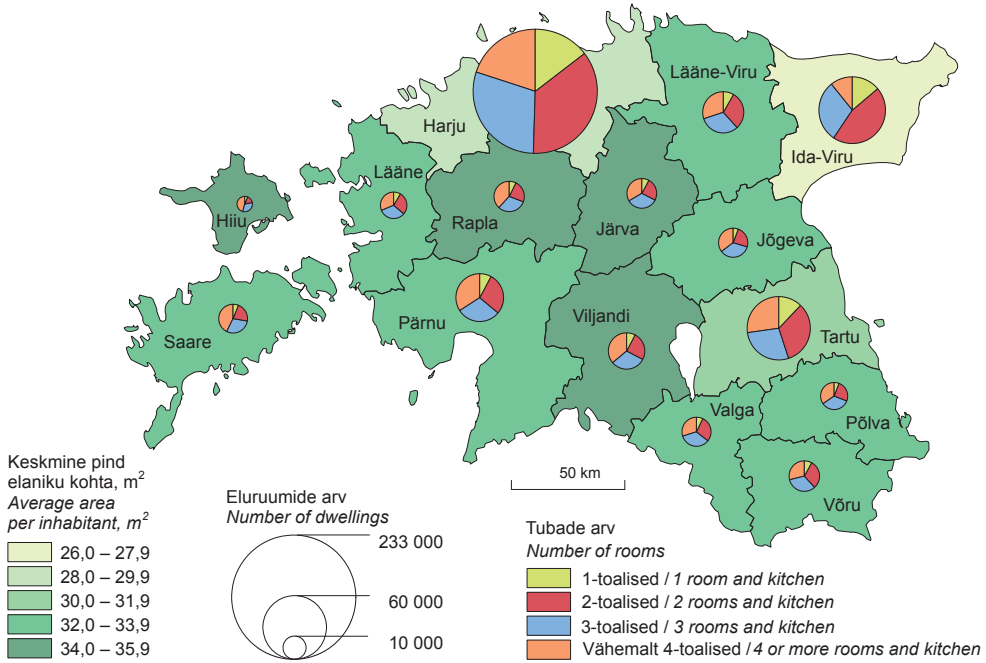 Lääne-Viru
Harju
Ida-Viru
Lääne
Hiiu
Rapla
Järva
Jõgeva
Saare
Pärnu
Viljandi
Tartu
Valga
Põlva
Võru
50 km
Keskmine pind
elaniku kohta, m²
Average area
per inhabitant, m²
26,0 – 27,9
28,0 – 29,9
30,0 – 31,9
32,0 – 33,9
34,0 – 35,9
Eluruumide arv
Number of dwellings
233 000
60 000
10 000
Tubade arv
Number of rooms
1-toalised / 1 room and kitchen
2-toalised / 2 rooms and kitchen
3-toalised / 3 rooms and kitchen
Vähemalt 4-toalised / 4 or more rooms and kitchen